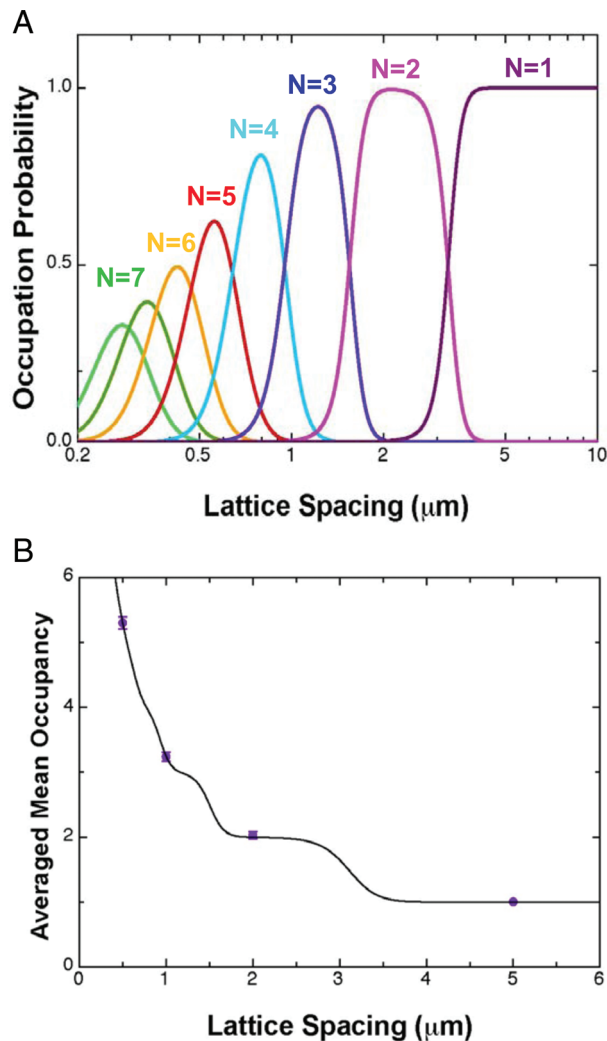 A
Occupation Probability
1.0
0.5
0.0
N=7
N=6
N=5
N=4
N=3
N=2
N=1
0.2
0.5
1
2
5
10
Lattice Spacing (μm)
B
Averaged Mean Occupancy
6
4
2
0
0
1
2
3
4
5
6
Lattice Spacing (μm)